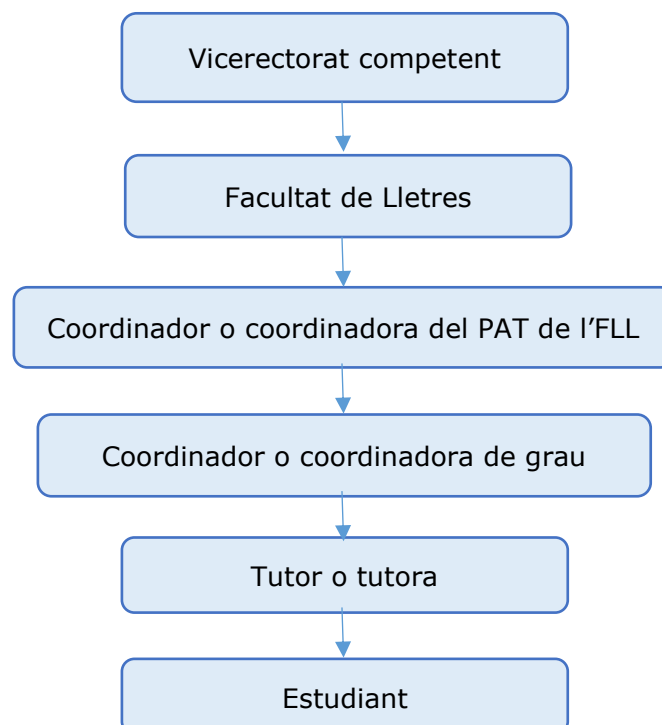 Vicerectorat competent
Facultat de Lletres
Coordinador o coordinadora del PAT de l’FLL
Coordinador o coordinadora de grau
Tutor o tutora
Estudiant